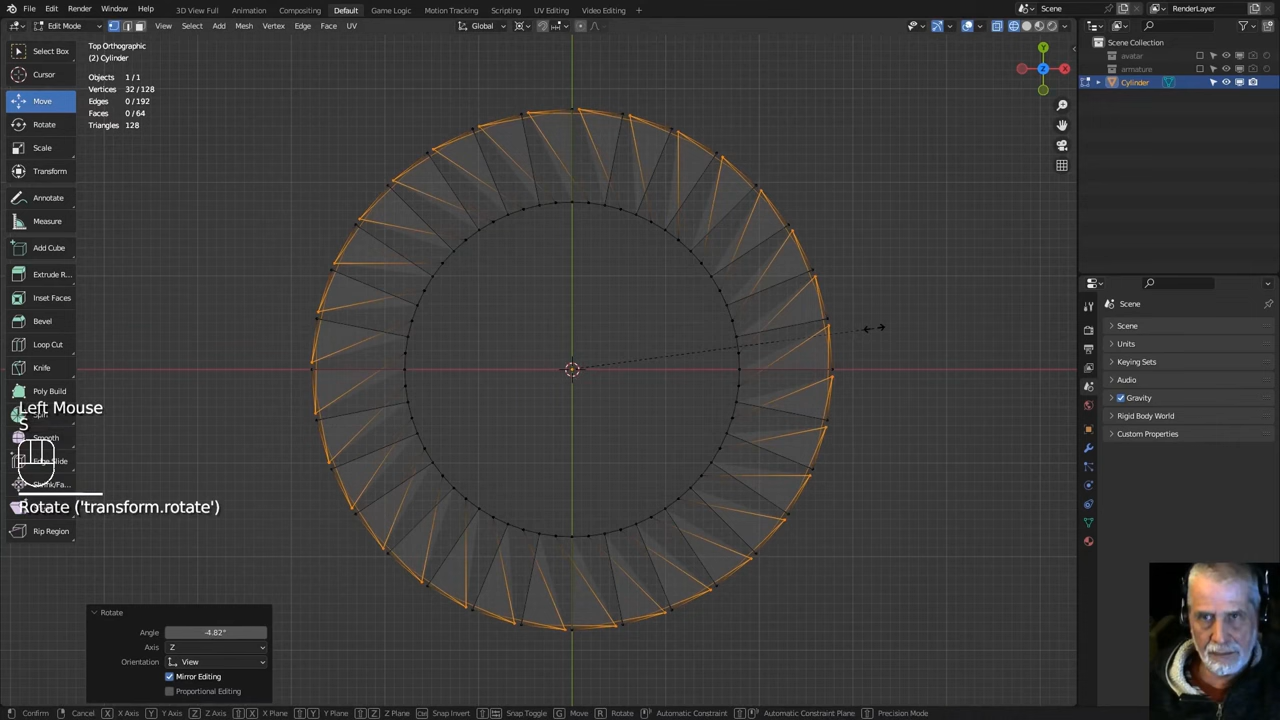 File Edit Render Window Help
3D View Full Animation Compositing Default Game Logic Motion Tracking Scripting UV Editing Video Editing +
Scene RenderLayer
Edit Mode View Select Add Mesh Vertex Edge Face UV Global
Select Box
Cursor
Move
Rotate
Scale
Transform
Annotate
Measure
Add Cube
Extrude R...
Inset Faces
Bevel
Loop Cut
Knife
Poly Build
Smooth
Edge Slide
Shrink/Fa...
Rip Region
Top Orthographic
(2) Cylinder
Objects 1/1
Vertices 32/128
Edges 0/192
Faces 0/64
Triangles 128
Y
Z
X
Left Mouse
S
Rotate ('transform.rotate')
Rotate
Angle -4.82°
Axis Z
Orientation View
Mirror Editing
Proportional Editing
Scene Collection
avatar
armature
Cylinder
Scene
Scene
Units
Keying Sets
Audio
Gravity
Rigid Body World
Custom Properties
Confirm Cancel X X Axis Y Y Axis Z Z Axis X X Plane Y Y Plane Z Z Plane Ctrl Snap Invert Snap Toggle G Move R Rotate Automatic Constraint Automatic Constraint Plane Precision Mode